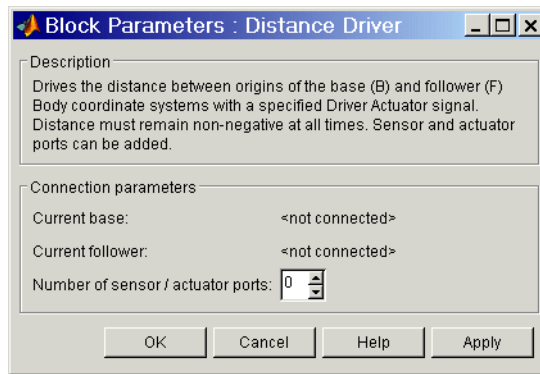 Block Parameters : Distance Driver
Description
Drives the distance between origins of the base (B) and follower (F)
Body coordinate systems with a specified Driver Actuator signal.
Distance must remain non-negative at all times. Sensor and actuator
ports can be added.
Connection parameters
Current base: <not connected>
Current follower: <not connected>
Number of sensor / actuator ports: 0
OK Cancel Help Apply